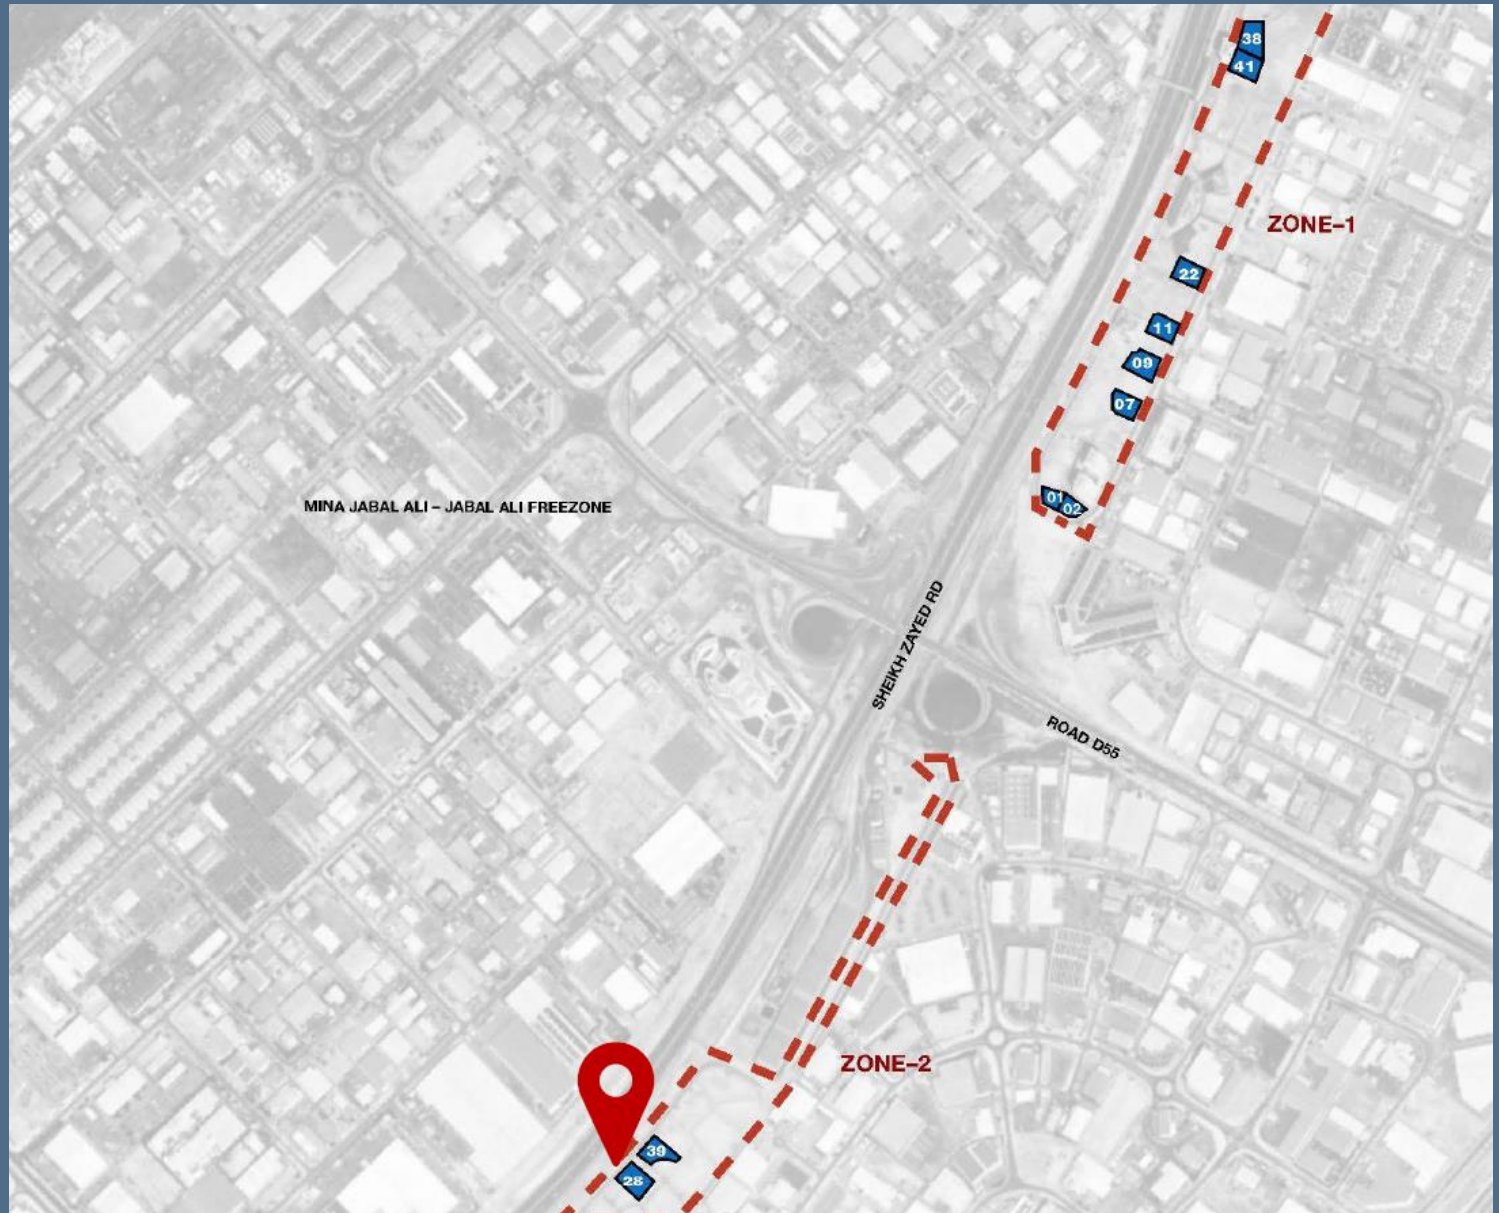 38
41
ZONE–1
22
11
09
07
01
02
MINA JABAL ALI – JABAL ALI FREEZONE
SHEIKH ZAYED RD
ROAD D55
ZONE–2
39
28